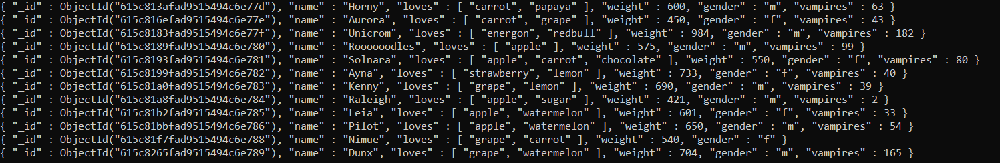 { "_id" : ObjectId("615c813afad9515494c6e77d"), "name" : "Horny", "loves" : [ "carrot", "papaya" ], "weight" : 600, "gender" : "m", "vampires" : 63 }
{ "_id" : ObjectId("615c816efad9515494c6e77e"), "name" : "Aurora", "loves" : [ "carrot", "grape" ], "weight" : 450, "gender" : "f", "vampires" : 43 }
{ "_id" : ObjectId("615c8183fad9515494c6e77f"), "name" : "Unicrom", "loves" : [ "energon", "redbull" ], "weight" : 984, "gender" : "m", "vampires" : 182 }
{ "_id" : ObjectId("615c8189fad9515494c6e780"), "name" : "Roooooodles", "loves" : [ "apple" ], "weight" : 575, "gender" : "m", "vampires" : 99 }
{ "_id" : ObjectId("615c8193fad9515494c6e781"), "name" : "Solnara", "loves" : [ "apple", "carrot", "chocolate" ], "weight" : 550, "gender" : "f", "vampires" : 80 }
{ "_id" : ObjectId("615c8199fad9515494c6e782"), "name" : "Ayna", "loves" : [ "strawberry", "lemon" ], "weight" : 733, "gender" : "f", "vampires" : 40 }
{ "_id" : ObjectId("615c81a0fad9515494c6e783"), "name" : "Kenny", "loves" : [ "grape", "lemon" ], "weight" : 690, "gender" : "m", "vampires" : 39 }
{ "_id" : ObjectId("615c81a8fad9515494c6e784"), "name" : "Raleigh", "loves" : [ "apple", "sugar" ], "weight" : 421, "gender" : "m", "vampires" : 2 }
{ "_id" : ObjectId("615c81b2fad9515494c6e785"), "name" : "Leia", "loves" : [ "apple", "watermelon" ], "weight" : 601, "gender" : "f", "vampires" : 33 }
{ "_id" : ObjectId("615c81bbfad9515494c6e786"), "name" : "Pilot", "loves" : [ "apple", "watermelon" ], "weight" : 650, "gender" : "m", "vampires" : 54 }
{ "_id" : ObjectId("615c81f7fad9515494c6e788"), "name" : "Nimue", "loves" : [ "grape", "carrot" ], "weight" : 540, "gender" : "f" }
{ "_id" : ObjectId("615c8265fad9515494c6e789"), "name" : "Dunx", "loves" : [ "grape", "watermelon" ], "weight" : 704, "gender" : "m", "vampires" : 165 }